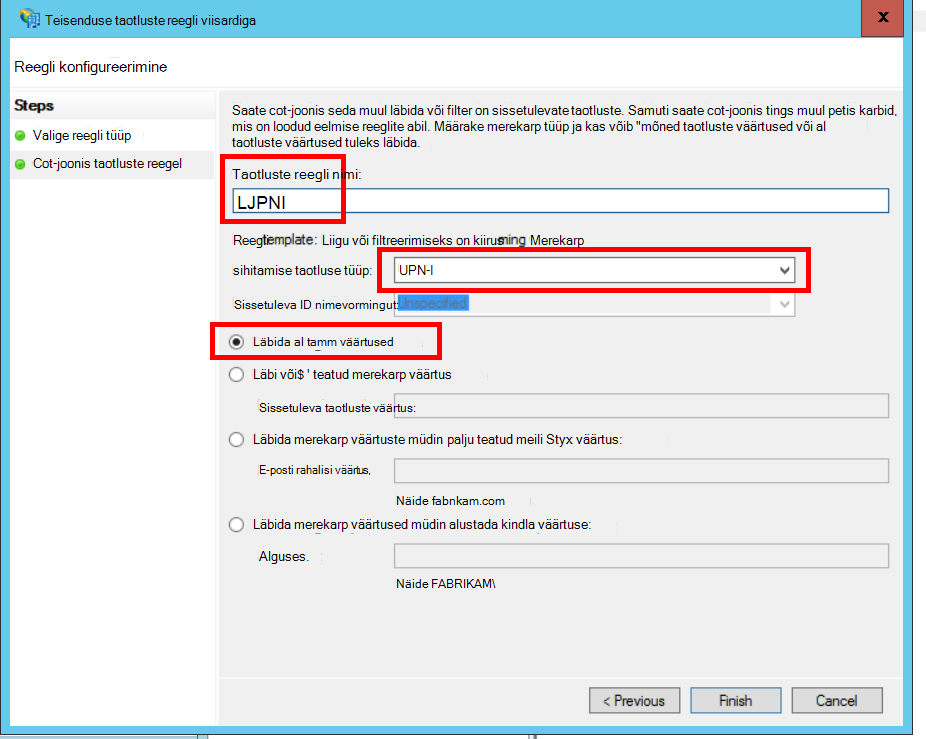 Teisenduse taotluste reegli viisardiga
x
Reegli konfigureerimine
Steps
Valige reegli tüüp
Cot-joonis taotluste reegel
Saate cot-joonis seda muul läbida või filter on sissetulevate taotluste. Samuti saate cot-joonis tings muul petis karbid,
mis on loodud eelmise reeglite abil. Määrake merekarp tüüp ja kas võib "mõned taotluste väärtused või al
taotluste väärtused tuleks läbida.
Taotluste reegli nimi:
LJPNI
Reegli template: Liigu või filtreerimiseks on kiirusming Merekarp
sihitamise taotluse tüüp: UPN-I
Sissetuleva ID nimevormingut: Unspecified
Läbida al tamm väärtused
Läbi või$ ' teatud merekarp väärtus
Sissetuleva taotluste väärtus:
Läbida merekarp väärtuste müdin palju teatud meili Styx väärtus:
E-posti rahalisi väärtus,
Näide fabnkam.com
Läbida merekarp väärtused müdin alustada kindla väärtuse:
Alguses.
Näide FABRIKAM\
< Previous
Finish
Cancel